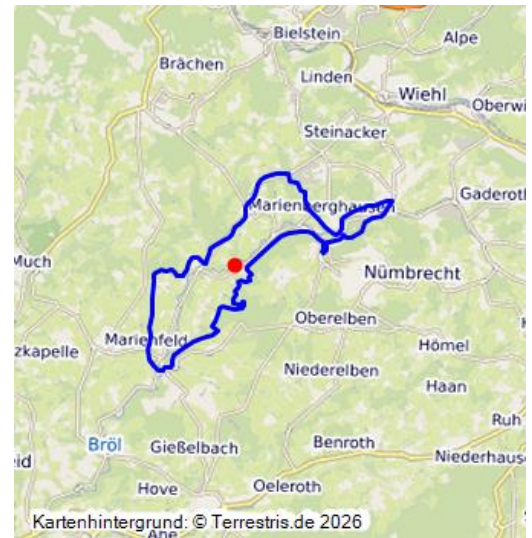 Bielstein
Alpe
Brächen
Linden
Wiehl
Oberwi
Steinacker
Marienberghausen
Gaderoth
Much
Nümbrecht
Oberelben
Marienfeld
Hömel
zkapelle
Niederelben
Haan
Ruh
Bröl
Gießelbach
Benroth
eid
Niederhause
Hove
Oeleroth
Kartenhintergrund: © Terrestris.de 2026